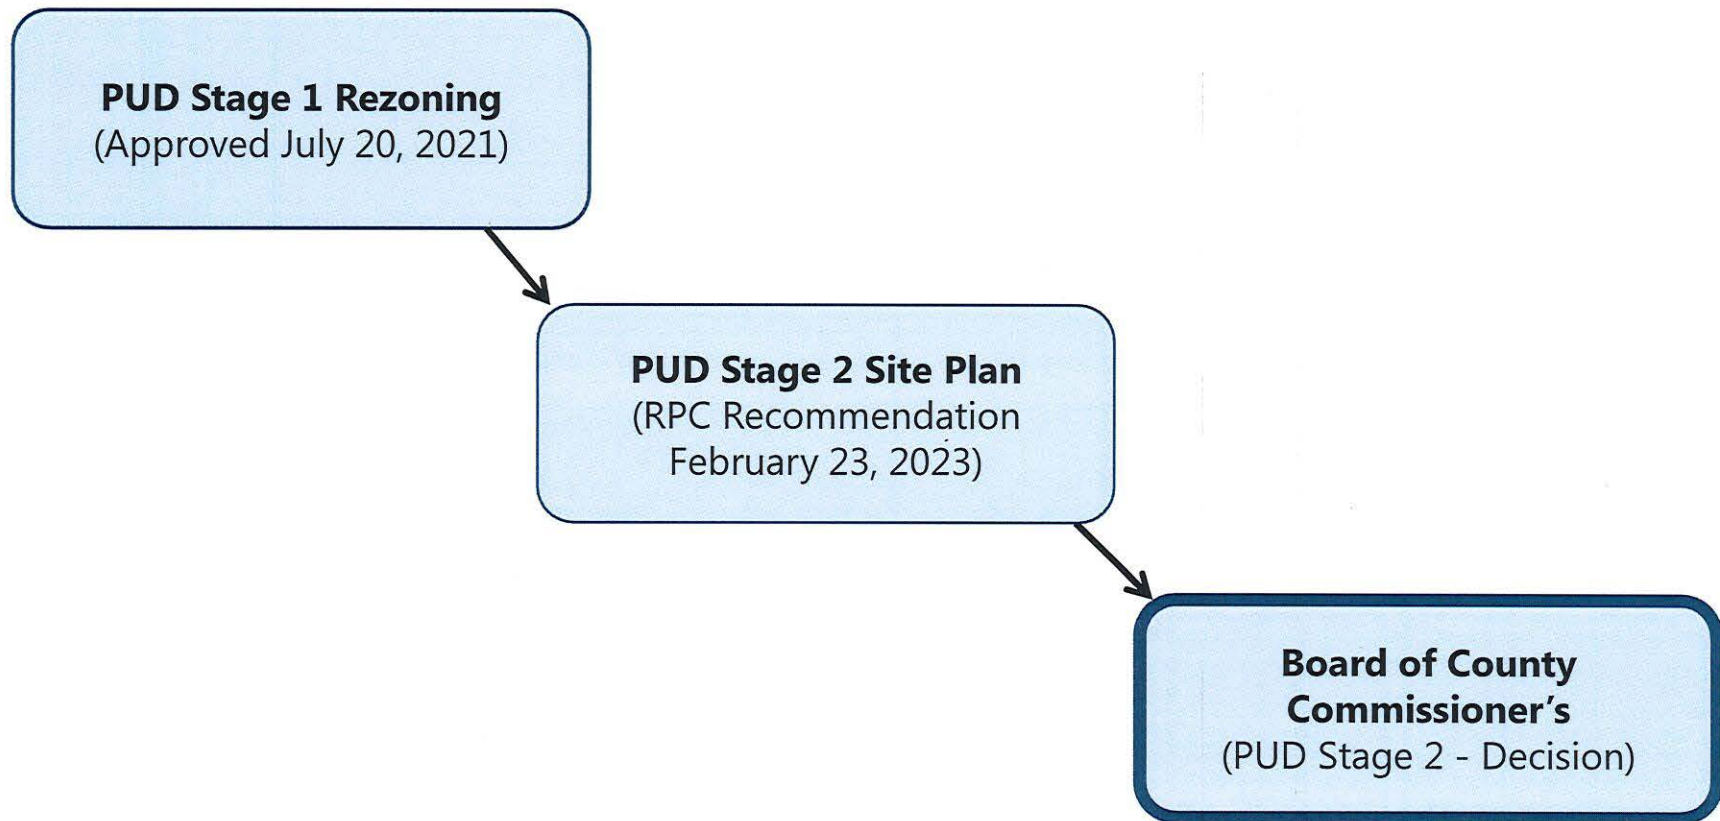 PUD Stage 1 Rezoning
(Approved July 20, 2021)
PUD Stage 2 Site Plan
(RPC Recommendation
February 23, 2023)
Board of County
Commissioner’s
(PUD Stage 2 - Decision)